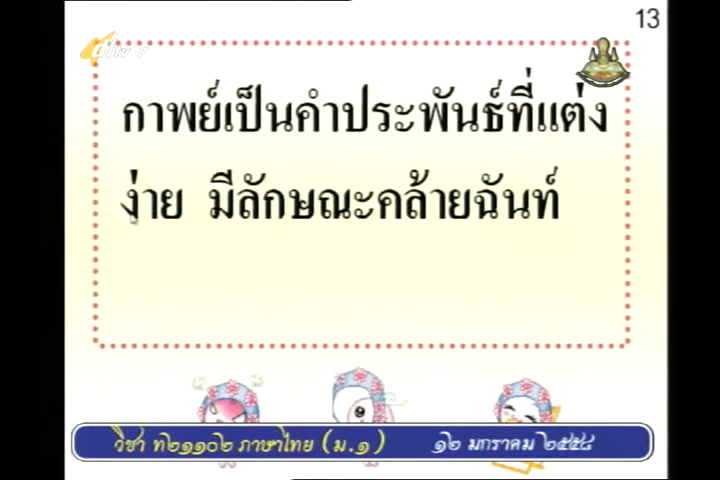 13
กาพย์เป็นคำประพันธ์ที่แต่ง
ง่าย มีลักษณะคล้ายฉันท์
วิชา ท๒๑๑๐๒ ภาษาไทย (ม.๑) ๑๒ มกราคม ๒๕๕๘